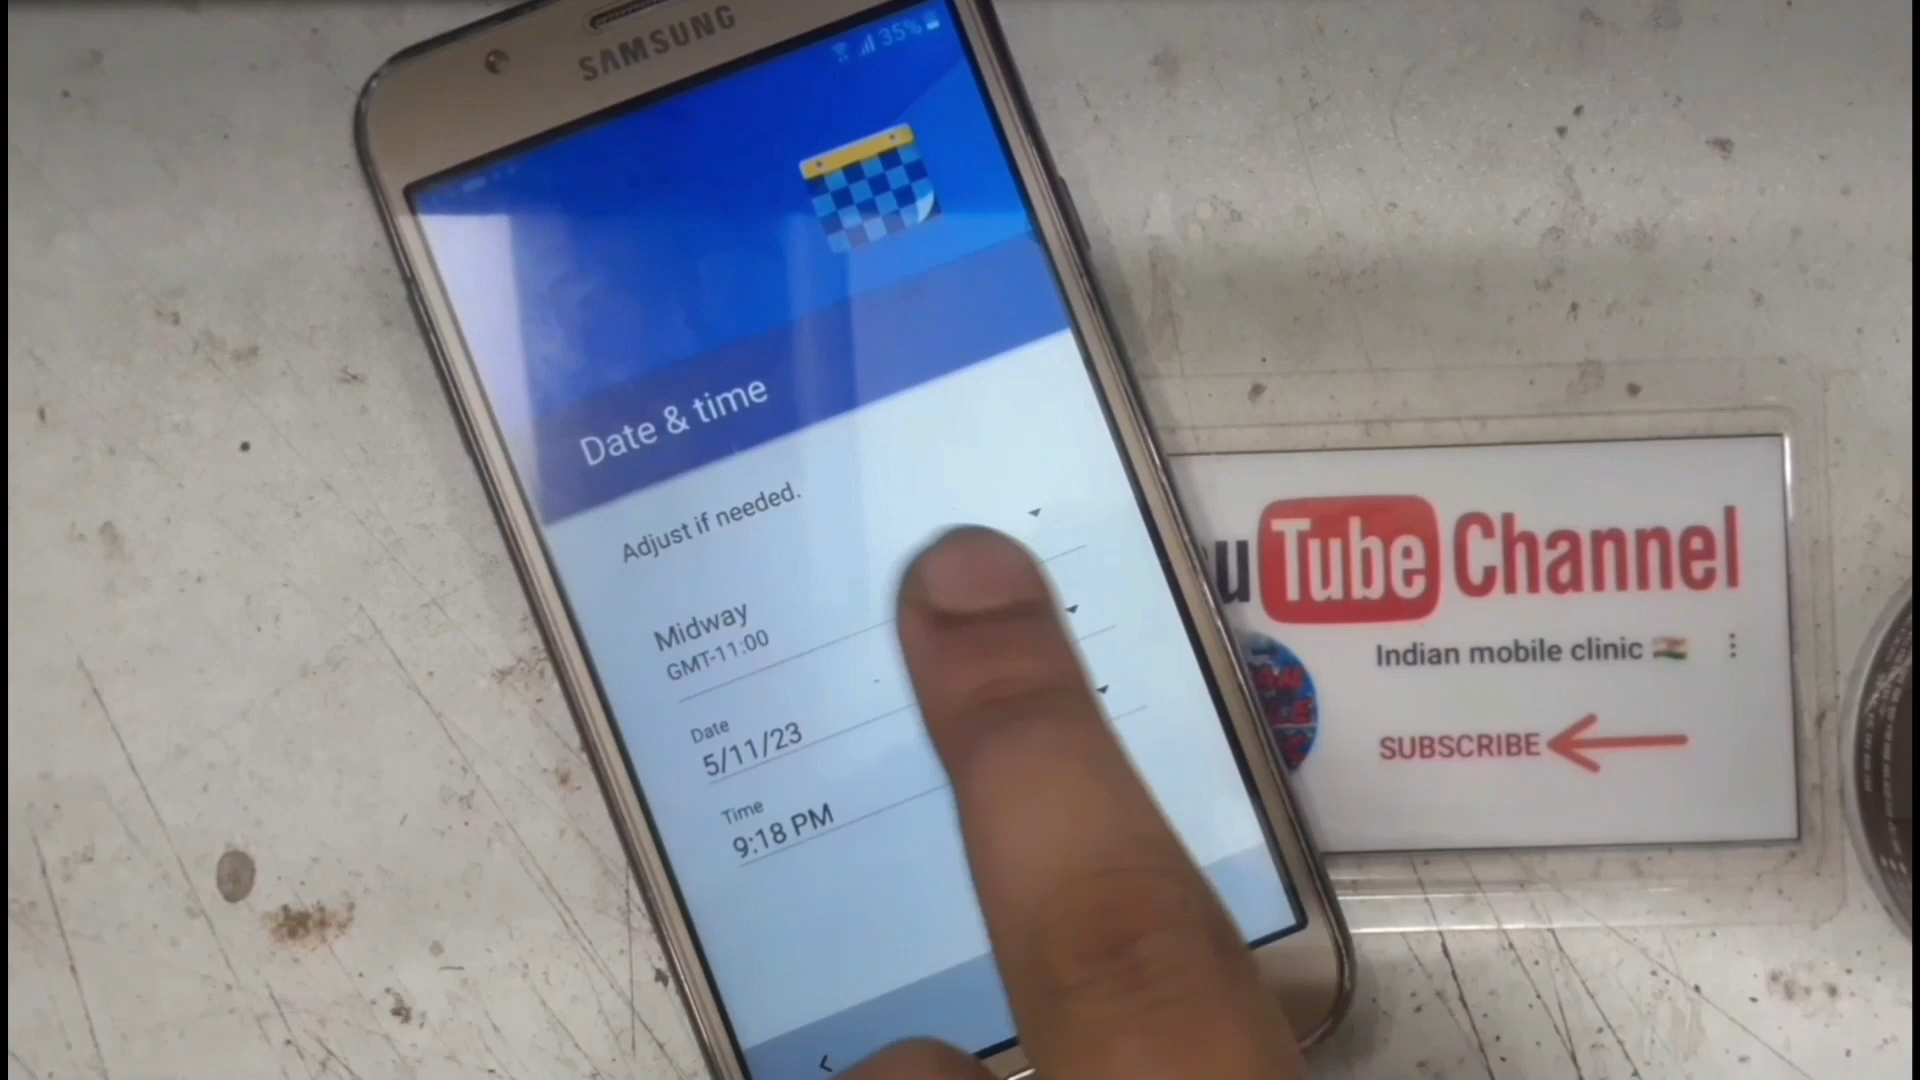 SAMSUNG
35%
Date & time
Adjust if needed.
Midway
GMT-11:00
Date
5/11/23
Time
9:18 PM
u Tube Channel
Indian mobile clinic 🇮🇳
SUBSCRIBE